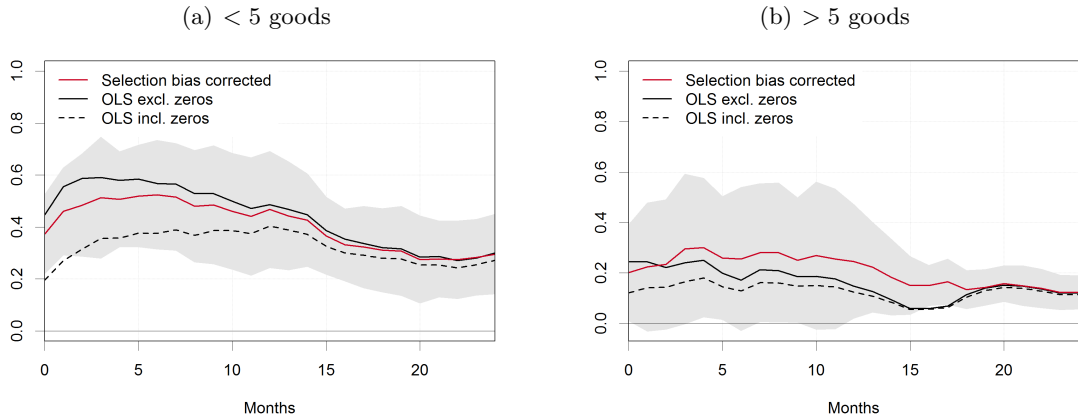 (a) < 5 goods
1.0
0.8
0.6
0.4
0.2
0.0
Selection bias corrected
OLS excl. zeros
OLS incl. zeros
0 5 10 15 20
Months
(b) > 5 goods
1.0
0.8
0.6
0.4
0.2
0.0
Selection bias corrected
OLS excl. zeros
OLS incl. zeros
0 5 10 15 20
Months